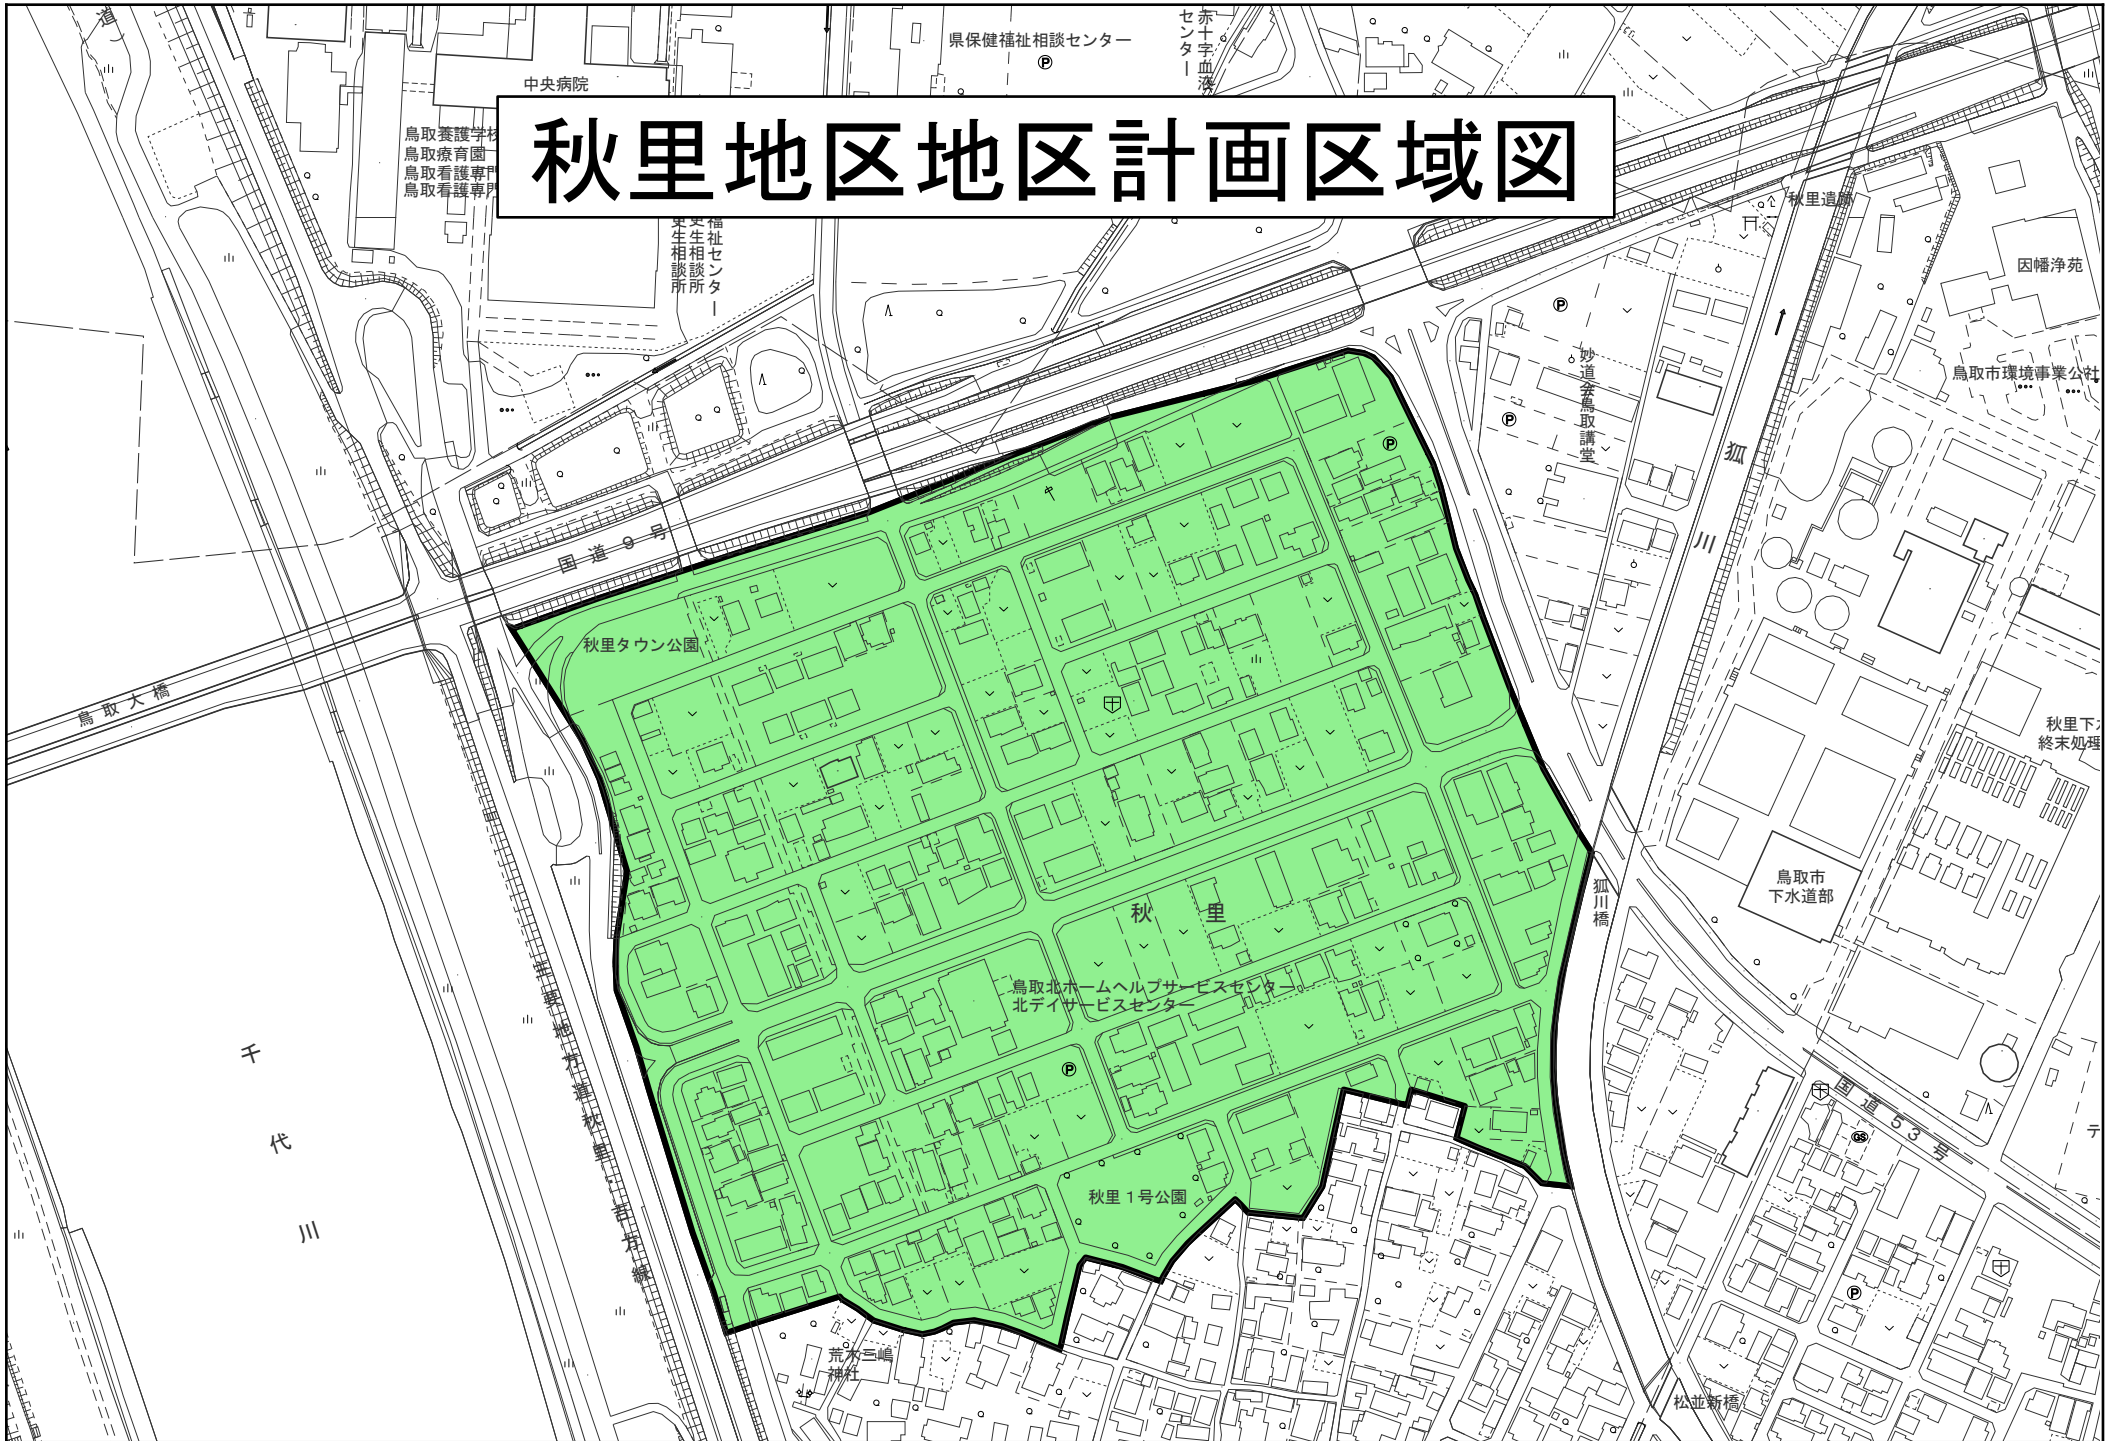 秋里地区地区計画区域図
県保健福祉相談センター
赤十字血液
センター
中央病院
鳥取養護学校
鳥取療育園
鳥取看護専門
鳥取看護専門
福祉センター
更生相談所
更生相談所
秋里遺跡
因幡浄苑
鳥取市環境事業公社
妙道会鳥取講堂
狐川
国道9号
秋里タウン公園
鳥取大橋
秋里下水
終末処理
鳥取市
下水道部
狐川橋
秋里
鳥取北ホームヘルプサービスセンター
北デイサービスセンター
主要地方道秋里・吉方線
千代川
国道53号
GS
テ
秋里1号公園
荒木三嶋
神社
松並新橋
P
P
P
P
P
P
P